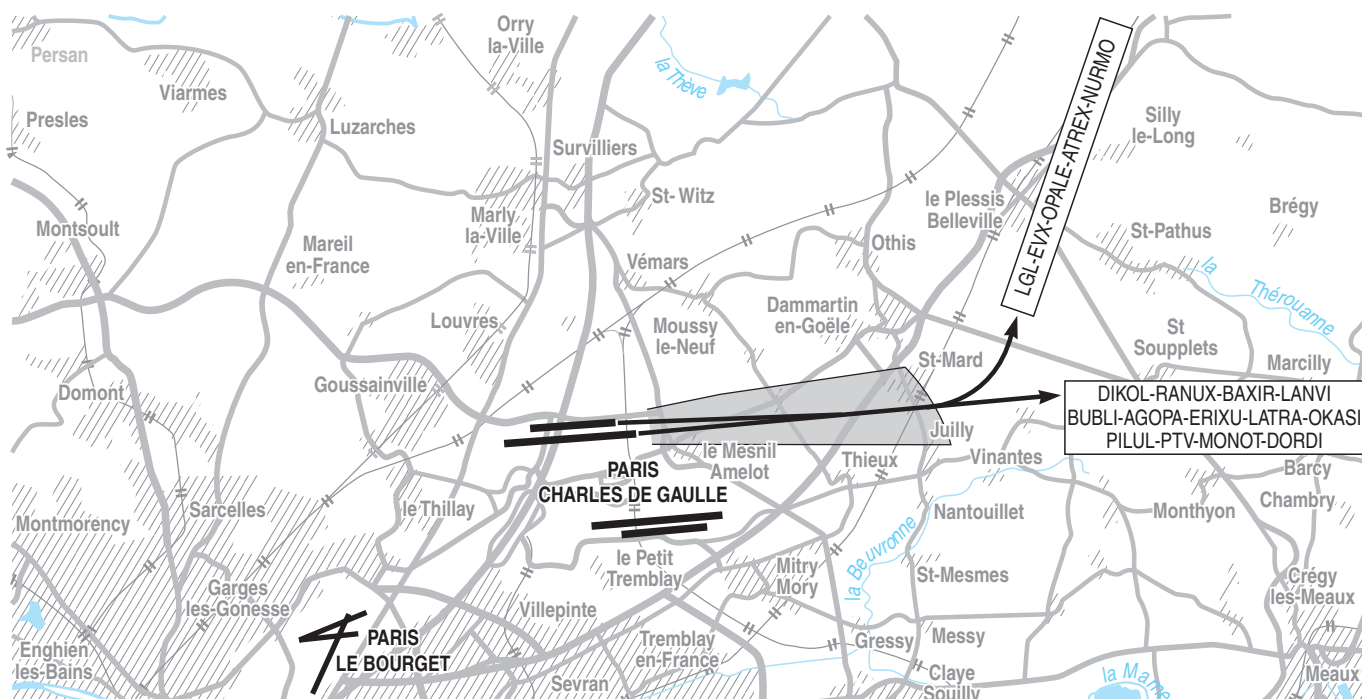 Orry
la-Ville
Persan
Viarmes
la Thève
Presles
Luzarches
Silly
le-Long
Survilliers
LGL-EVX-OPALE-ATREX-NURMO
St- Witz
le Plessis
Belleville
Brégy
Marly
la-Ville
Montsoult
Mareil
en-France
Othis
St-Pathus
Vémars
la Thérouanne
Dammartin
en-Goële
Louvres
Moussy
le-Neuf
St
Soupplets
St-Mard
Marcilly
Goussainville
Domont
DIKOL-RANUX-BAXIR-LANVI
BUBLI-AGOPA-ERIXU-LATRA-OKASI
PILUL-PTV-MONOT-DORDI
Juilly
le Mesnil
Amelot
Thieux
Vinantes
PARIS
CHARLES DE GAULLE
Barcy
Chambry
Sarcelles
le Thillay
Montmorency
Nantouillet
Monthyon
la Beuvronne
le Petit
Tremblay
Mitry
Mory
St-Mesmes
Garges
les-Gonesse
Crégy
les-Meaux
Villepinte
PARIS
LE BOURGET
Tremblay
en-France
Gressy
Messy
Enghien
les-Bains
Sevran
Claye
Souilly
la Marne
Meaux